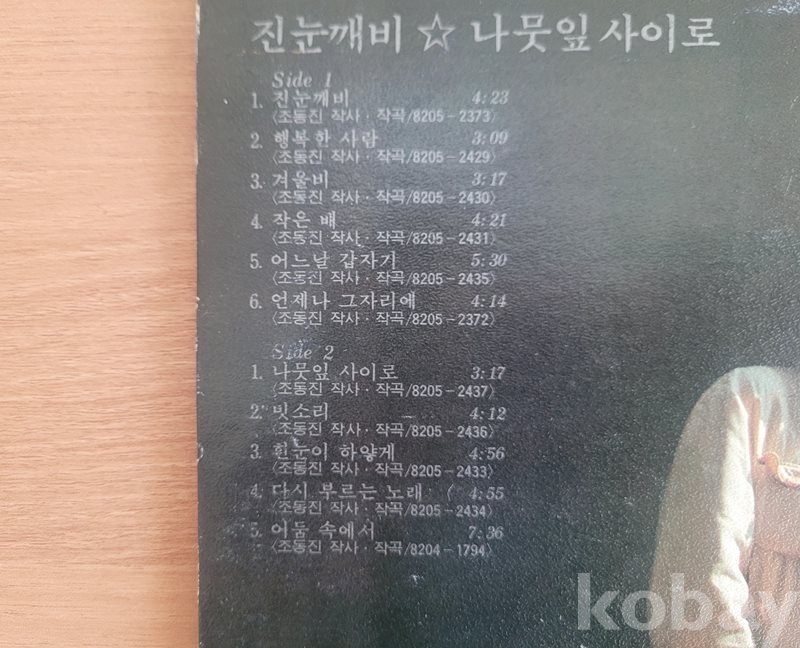 진눈깨비 ☆ 나뭇잎 사이로
Side 1
1. 진눈깨비 4:23
〈조동진 작사·작곡/8205-2373〉
2. 행복한 사람 3:09
〈조동진 작사·작곡/8205-2429〉
3. 겨울비 3:17
〈조동진 작사·작곡/8205-2430〉
4. 작은 배 4:21
〈조동진 작사·작곡/8205-2431〉
5. 어느날 갑자기 5:30
〈조동진 작사·작곡/8205-2435〉
6. 언제나 그자리에 4:14
〈조동진 작사·작곡/8205-2372〉
Side 2
1. 나뭇잎 사이로 3:17
〈조동진 작사·작곡/8205-2437〉
2. 빗소리 4:12
〈조동진 작사·작곡/8205-2436〉
3. 흰눈이 하얗게 4:56
〈조동진 작사·작곡/8205-2433〉
4. 다시 부르는 노래 4:55
〈조동진 작사·작곡/8205-2434〉
5. 어둠 속에서 7:36
〈조동진 작사·작곡/8204-1794〉
kobay